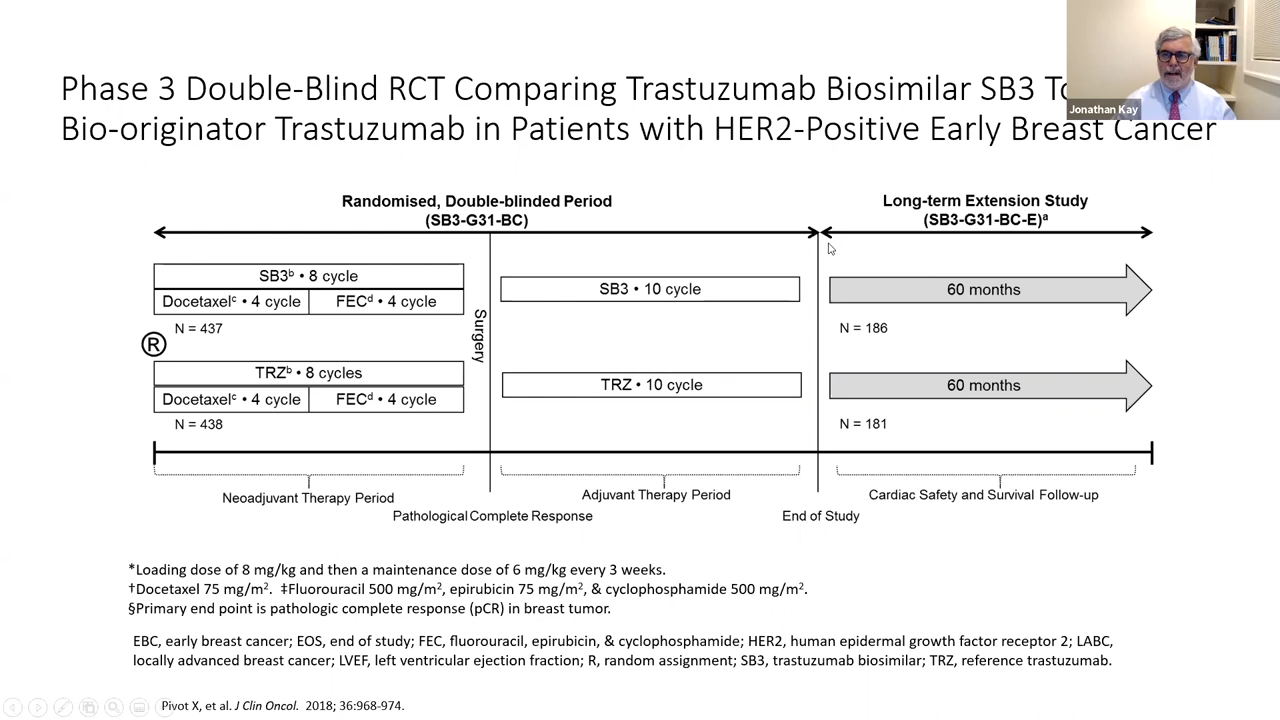 Phase 3 Double-Blind RCT Comparing Trastuzumab Biosimilar SB3 To
Bio-originator Trastuzumab in Patients with HER2-Positive Early Breast Cancer
Jonathan Kay
Randomised, Double-blinded Period
(SB3-G31-BC)
Long-term Extension Study
(SB3-G31-BC-E)ᵃ
SB3ᵇ • 8 cycle
Docetaxelᶜ • 4 cycle
FECᵈ • 4 cycle
N = 437
Surgery
SB3 • 10 cycle
60 months
N = 186
Ⓡ
TRZᵇ • 8 cycles
Docetaxelᶜ • 4 cycle
FECᵈ • 4 cycle
N = 438
TRZ • 10 cycle
60 months
N = 181
Neoadjuvant Therapy Period
Adjuvant Therapy Period
Cardiac Safety and Survival Follow-up
Pathological Complete Response
End of Study
*Loading dose of 8 mg/kg and then a maintenance dose of 6 mg/kg every 3 weeks.
†Docetaxel 75 mg/m². ‡Fluorouracil 500 mg/m², epirubicin 75 mg/m², & cyclophosphamide 500 mg/m².
§Primary end point is pathologic complete response (pCR) in breast tumor.
EBC, early breast cancer; EOS, end of study; FEC, fluorouracil, epirubicin, & cyclophosphamide; HER2, human epidermal growth factor receptor 2; LABC,
locally advanced breast cancer; LVEF, left ventricular ejection fraction; R, random assignment; SB3, trastuzumab biosimilar; TRZ, reference trastuzumab.
Pivot X, et al. J Clin Oncol. 2018; 36:968-974.